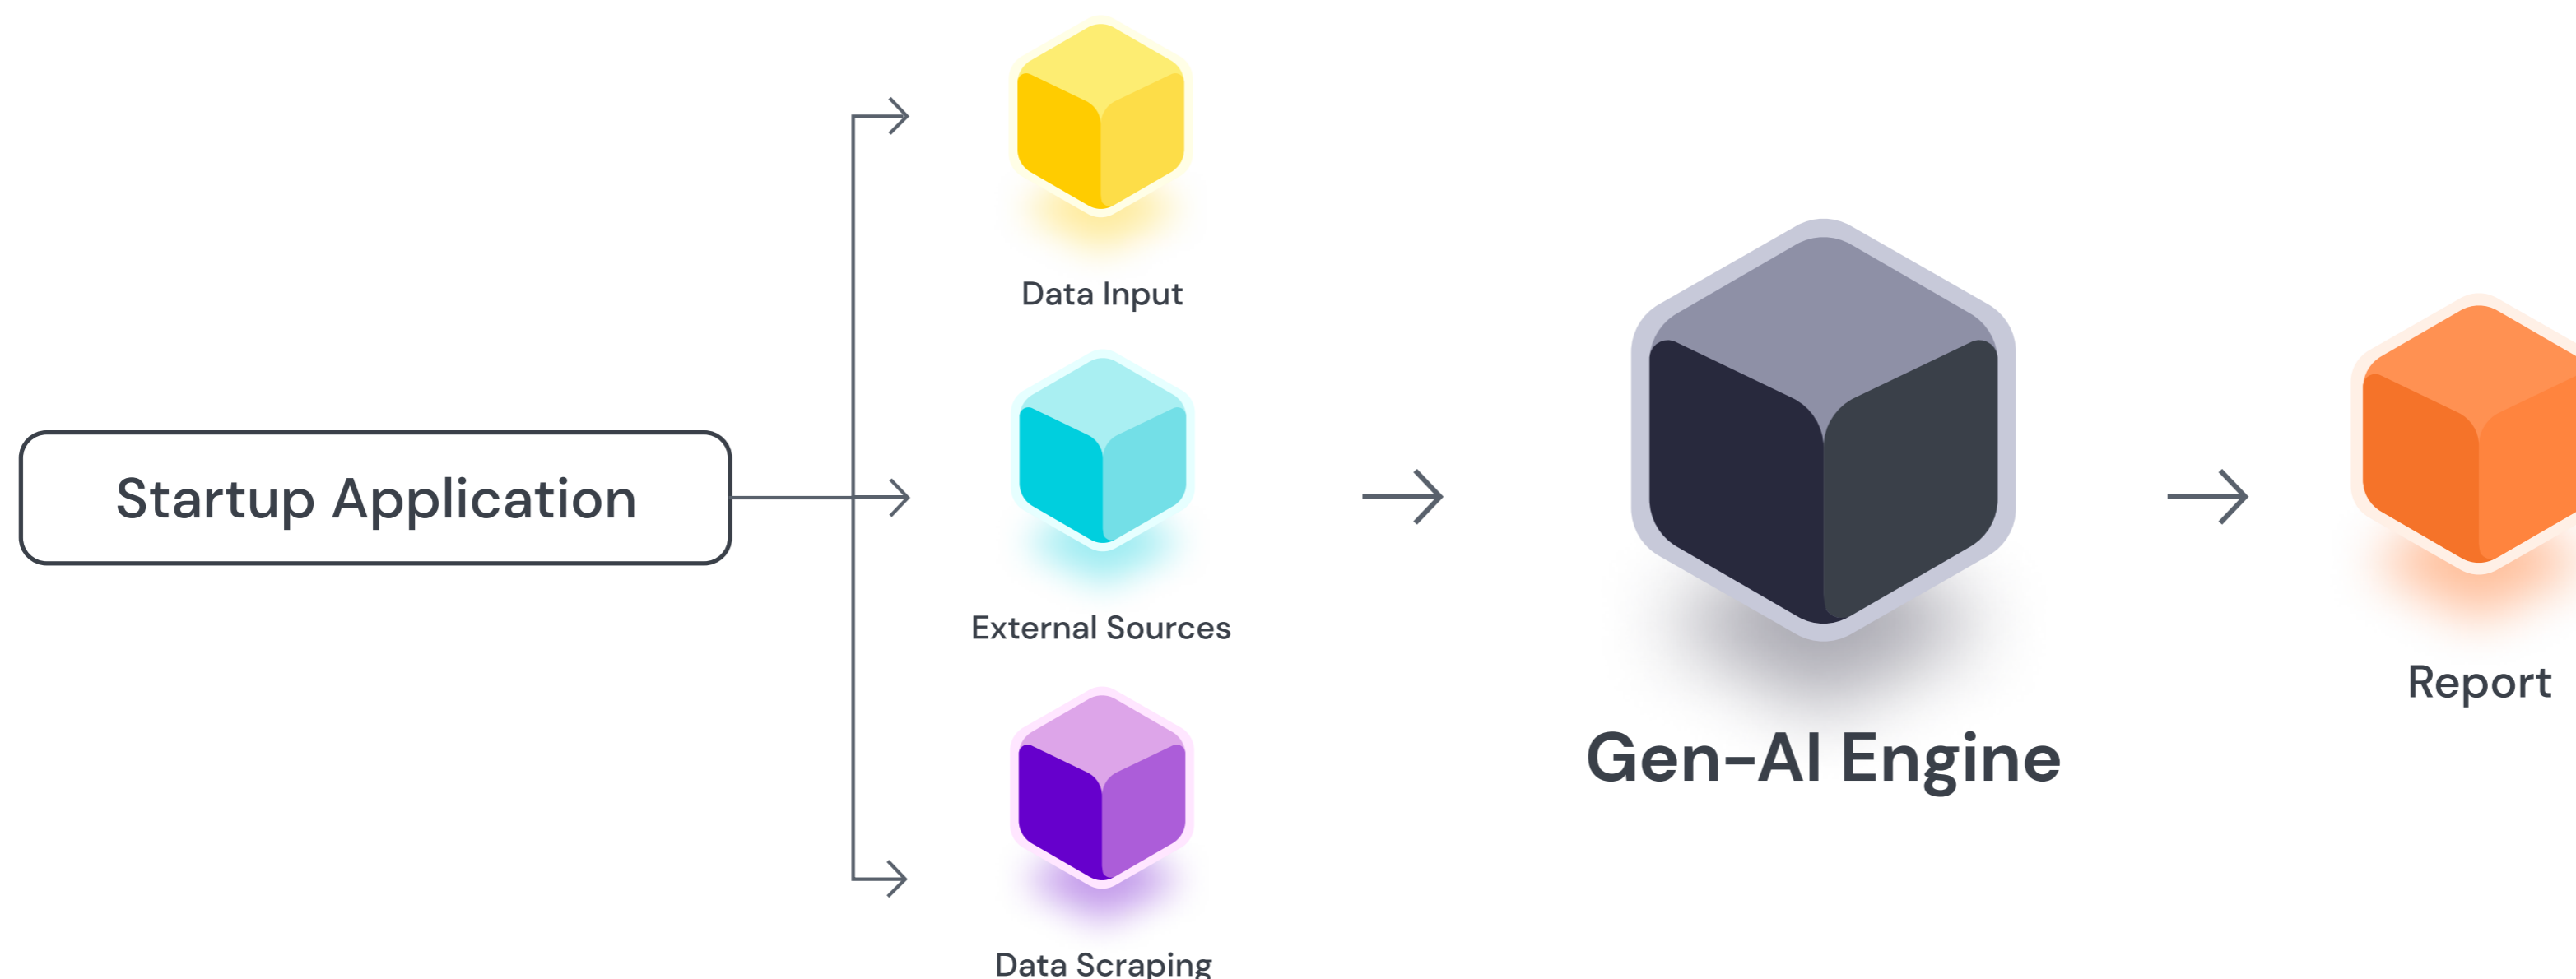 Startup Application
Data Input
External Sources
Data Scraping
Gen-AI Engine
Report